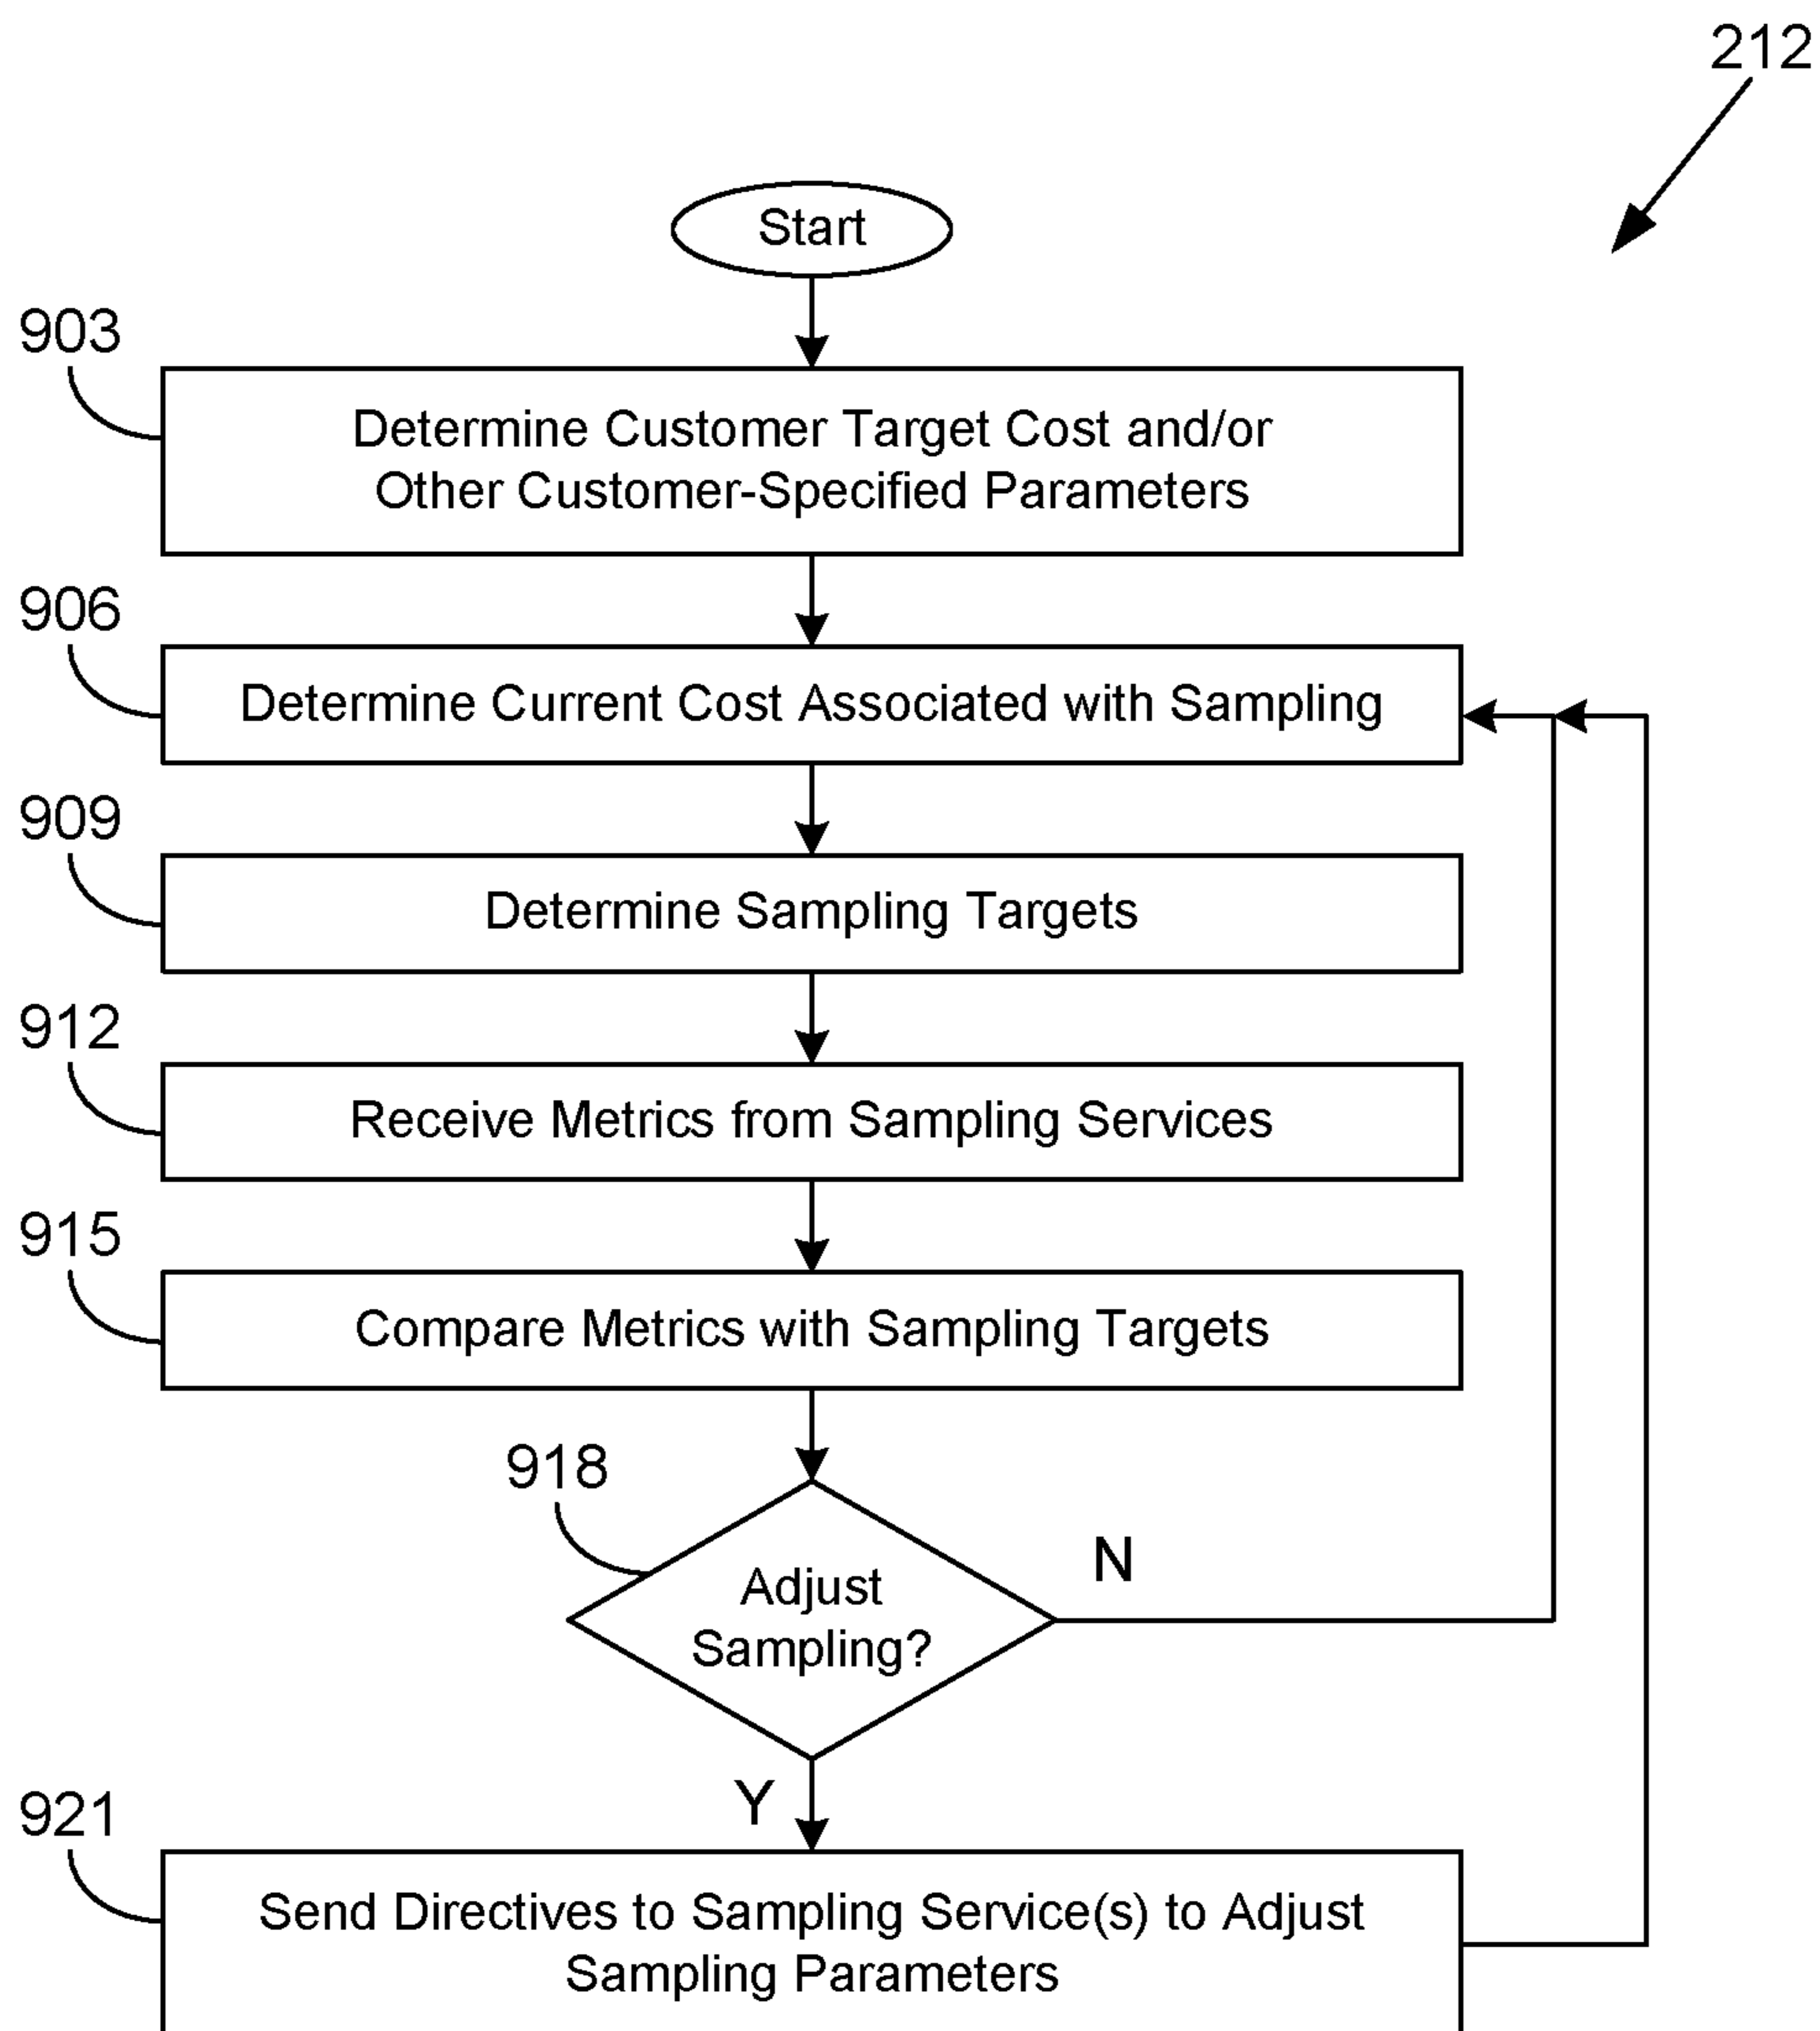 212
Start
903
Determine Customer Target Cost and/or
Other Customer-Specified Parameters
906
Determine Current Cost Associated with Sampling
909
Determine Sampling Targets
912
Receive Metrics from Sampling Services
915
Compare Metrics with Sampling Targets
918
Adjust
Sampling?
N
Y
921
Send Directives to Sampling Service(s) to Adjust
Sampling Parameters